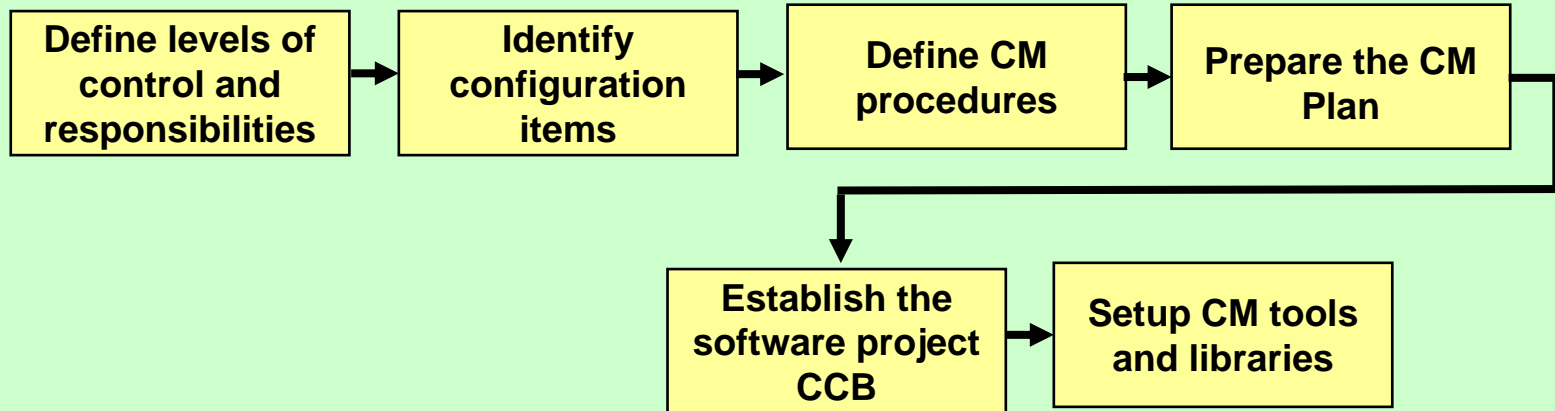 Define levels of
control and
responsibilities
Identify
configuration
items
Define CM
procedures
Prepare the CM
Plan
Establish the
software project
CCB
Setup CM tools
and libraries